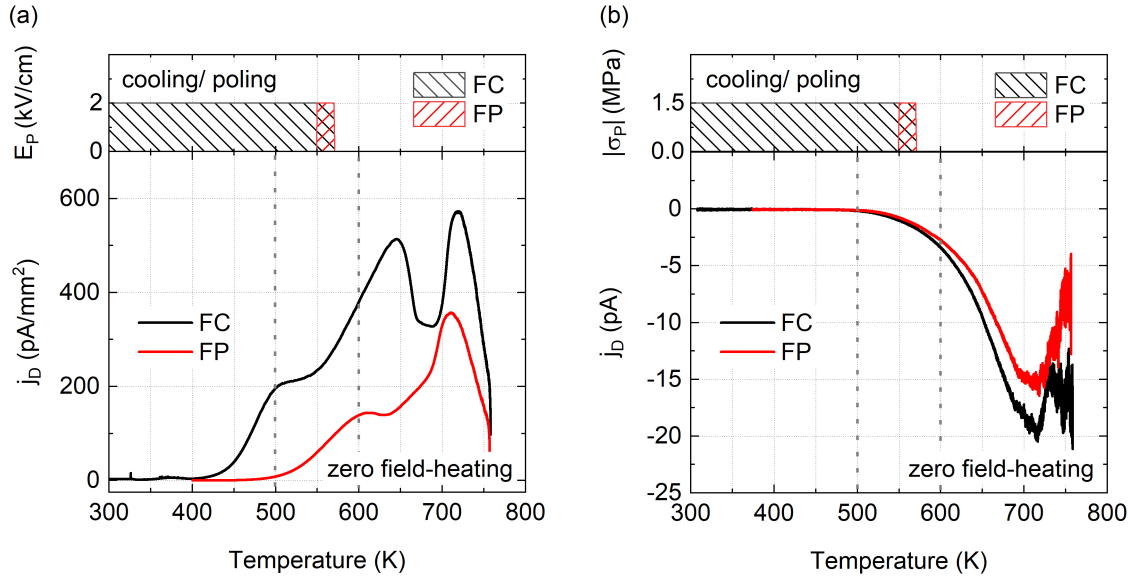 (a)
E_P (kV/cm)
2
0
cooling/ poling
FC
FP
j_D (pA/mm²)
600
400
200
0
FC
FP
zero field-heating
300 400 500 600 700 800
Temperature (K)
(b)
|σ_P| (MPa)
1.5
0.0
cooling/ poling
FC
FP
j_D (pA)
0
-5
-10
-15
-20
-25
FC
FP
zero field-heating
300 400 500 600 700 800
Temperature (K)